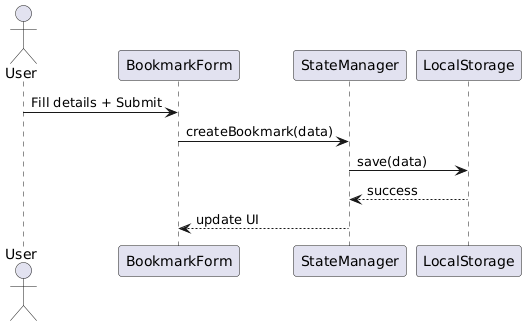 User
BookmarkForm
StateManager
LocalStorage
Fill details + Submit
createBookmark(data)
save(data)
success
update UI
User
BookmarkForm
StateManager
LocalStorage